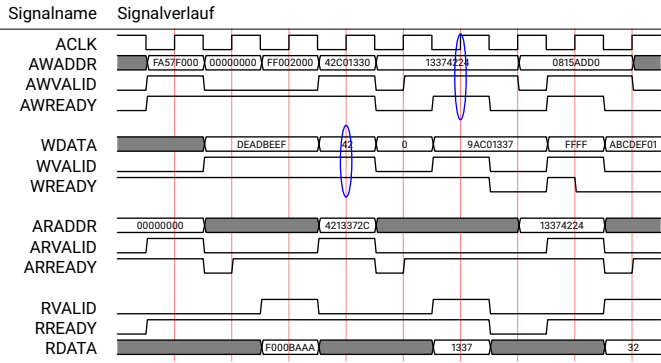 Signalname Signalverlauf
ACLK
AWADDR FA57F000 00000000 FF002000 42C01330 13374224 0815ADD0
AWVALID
AWREADY
WDATA DEADBEEF 42 0 9AC01337 FFFF ABCDEF01
WVALID
WREADY
ARADDR 00000000 4213372C 13374224
ARVALID
ARREADY
RVALID
RREADY
RDATA F000BAAA 1337 32